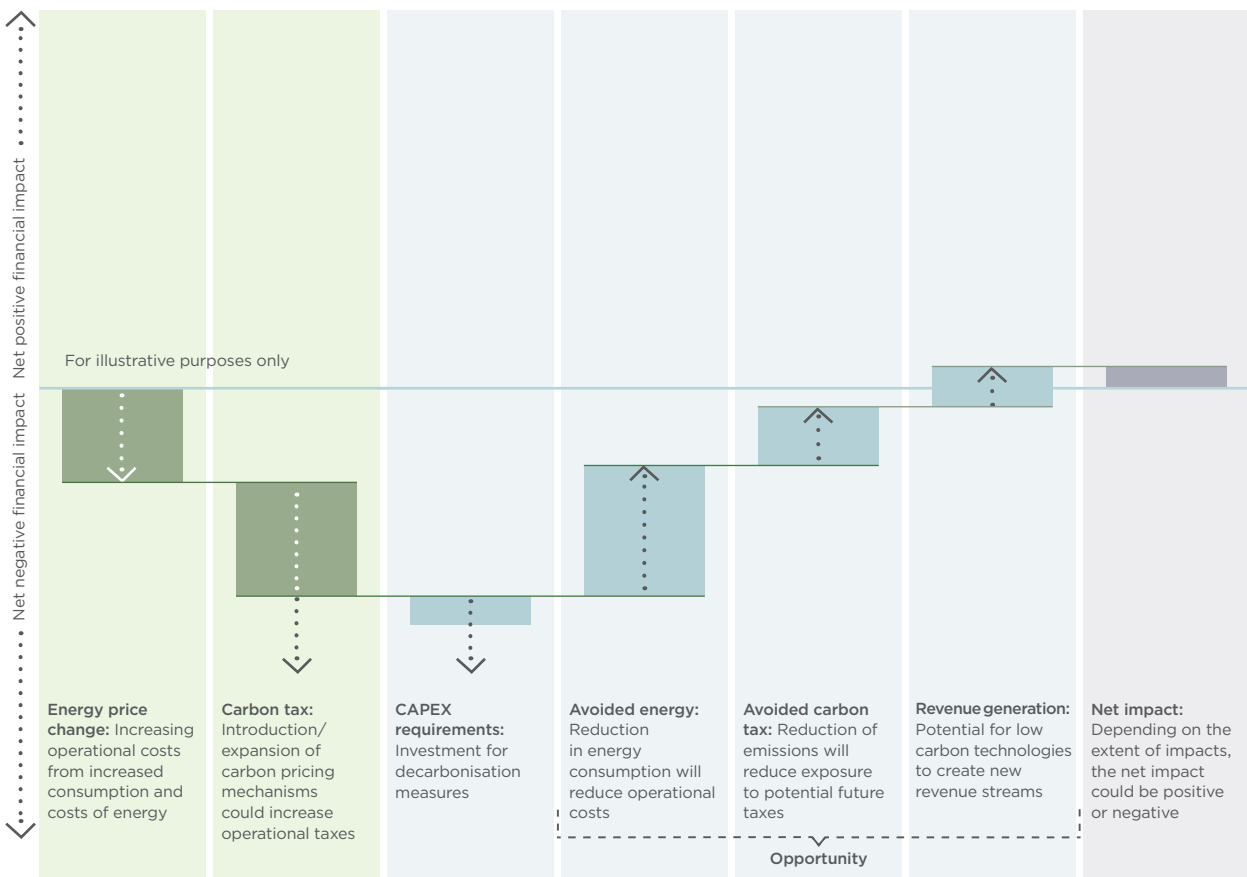 Net positive financial impact
Net negative financial impact
For illustrative purposes only
Energy price
change: Increasing
operational costs
from increased
consumption and
costs of energy
Carbon tax:
Introduction/
expansion of
carbon pricing
mechanisms
could increase
operational taxes
CAPEX
requirements:
Investment for
decarbonisation
measures
Avoided energy:
Reduction
in energy
consumption will
reduce operational
costs
Avoided carbon
tax: Reduction of
emissions will
reduce exposure
to potential future
taxes
Revenue generation:
Potential for low
carbon technologies
to create new
revenue streams
Net impact:
Depending on the
extent of impacts,
the net impact
could be positive
or negative
Opportunity